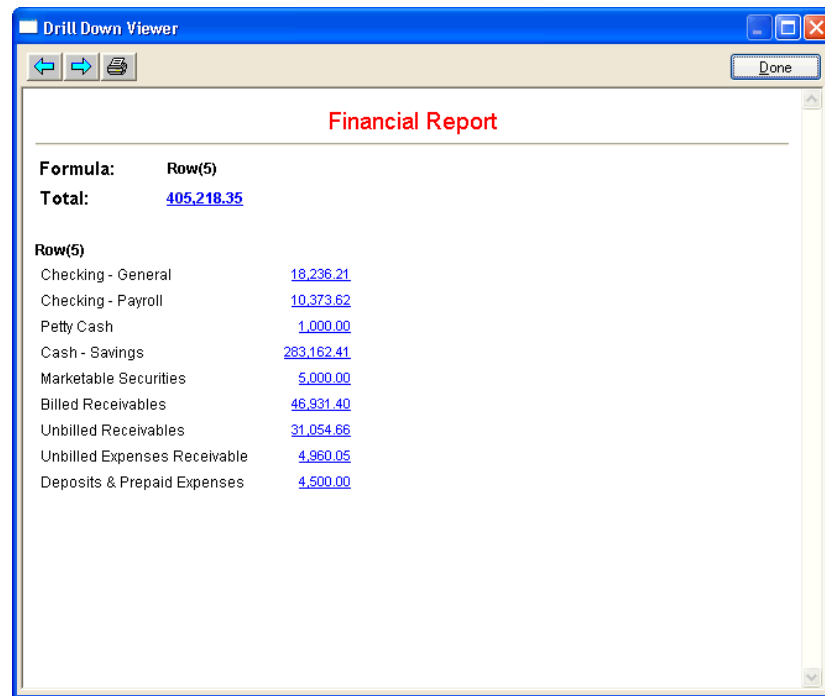 Drill Down Viewer
Done
Financial Report
Formula: Row(5)
Total: 405,218.35
Row(5)
Checking - General 18,236.21
Checking - Payroll 10,373.62
Petty Cash 1,000.00
Cash - Savings 283,162.41
Marketable Securities 5,000.00
Billed Receivables 46,931.40
Unbilled Receivables 31,054.66
Unbilled Expenses Receivable 4,960.05
Deposits & Prepaid Expenses 4,500.00